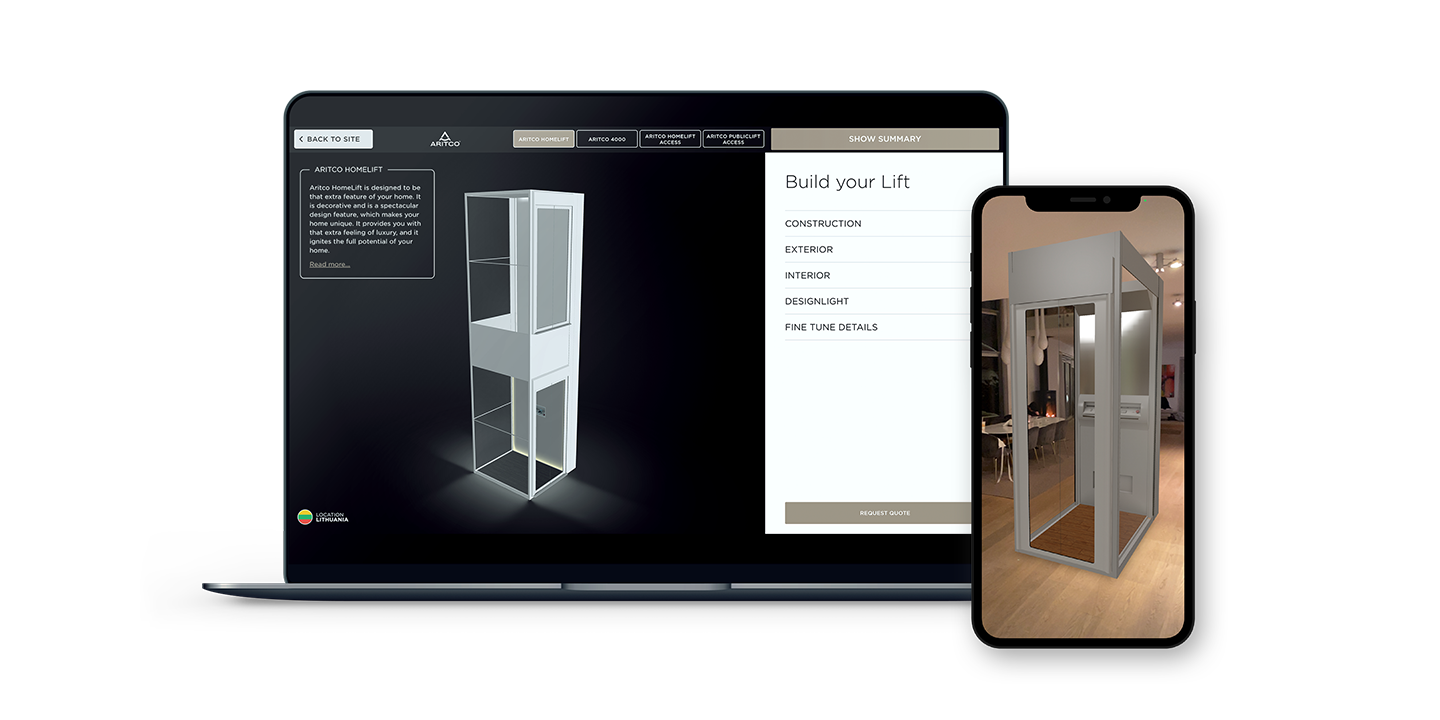 BACK TO SITE
ARITCO
ARITCO HOMELIFT
ARITCO 4000
ARITCO HOMELIFT
ACCESS
ARITCO PUBLICLIFT
ACCESS
SHOW SUMMARY
ARITCO HOMELIFT
Aritco HomeLift is designed to be
that extra feature of your home. It
is decorative and is a spectacular
design feature, which makes your
home unique. It provides you with
that extra feeling of luxury, and it
ignites the full potential of your
home.
Read more...
Build your Lift
CONSTRUCTION
EXTERIOR
INTERIOR
DESIGNLIGHT
FINE TUNE DETAILS
REQUEST QUOTE
LOCATION
LITHUANIA